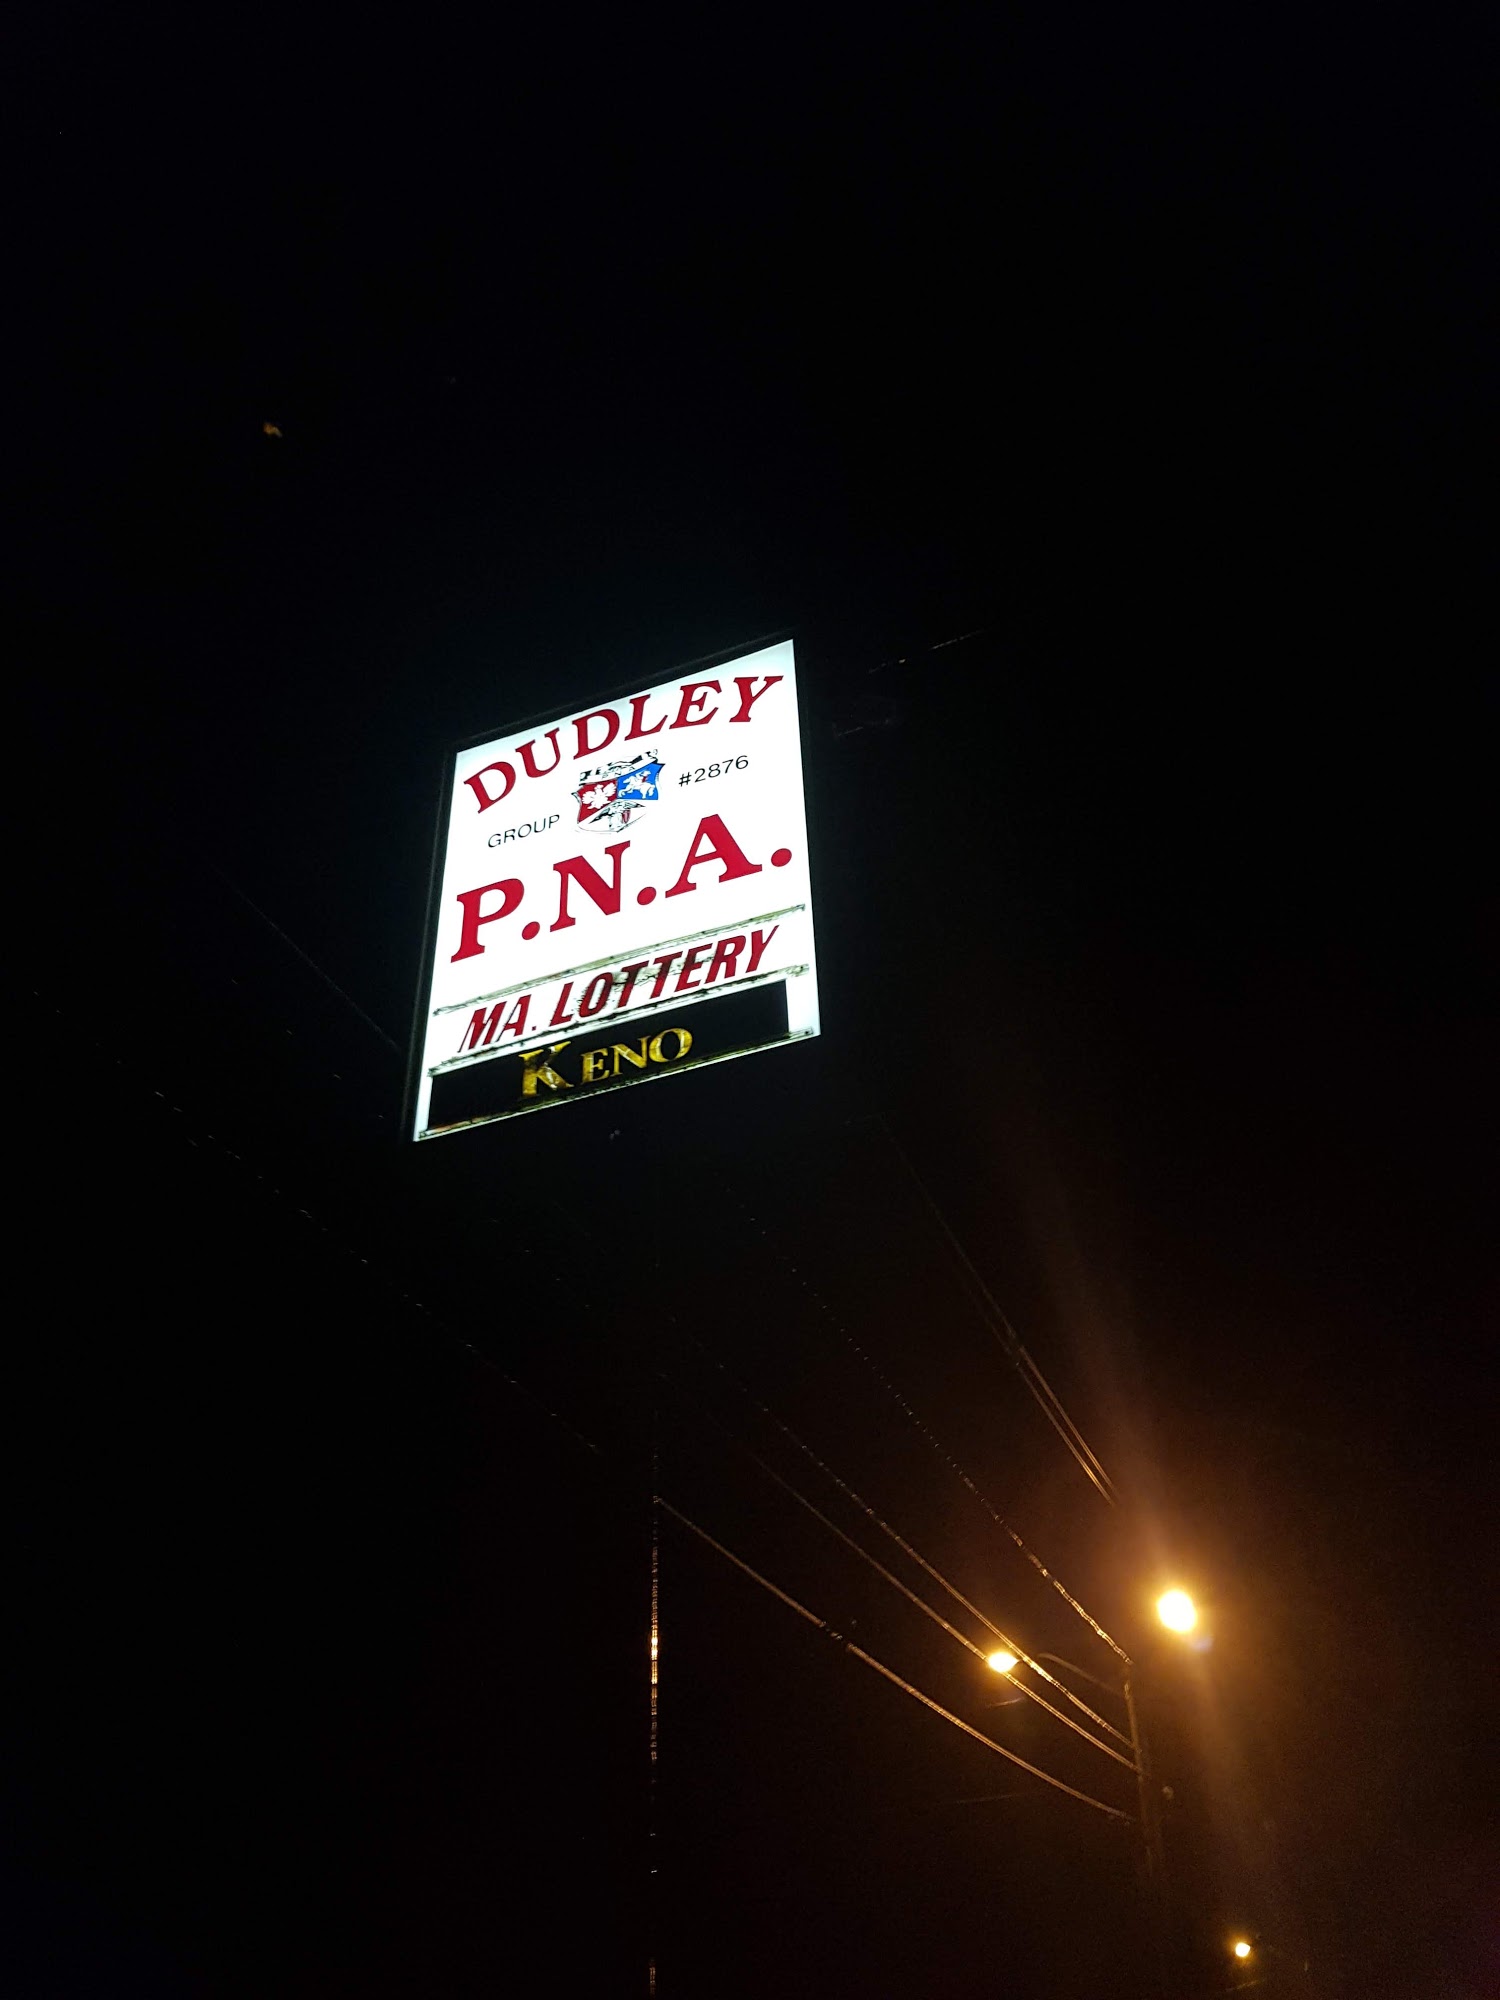 DUDLEY
GROUP #2876
P.N.A.
MA. LOTTERY
KENO